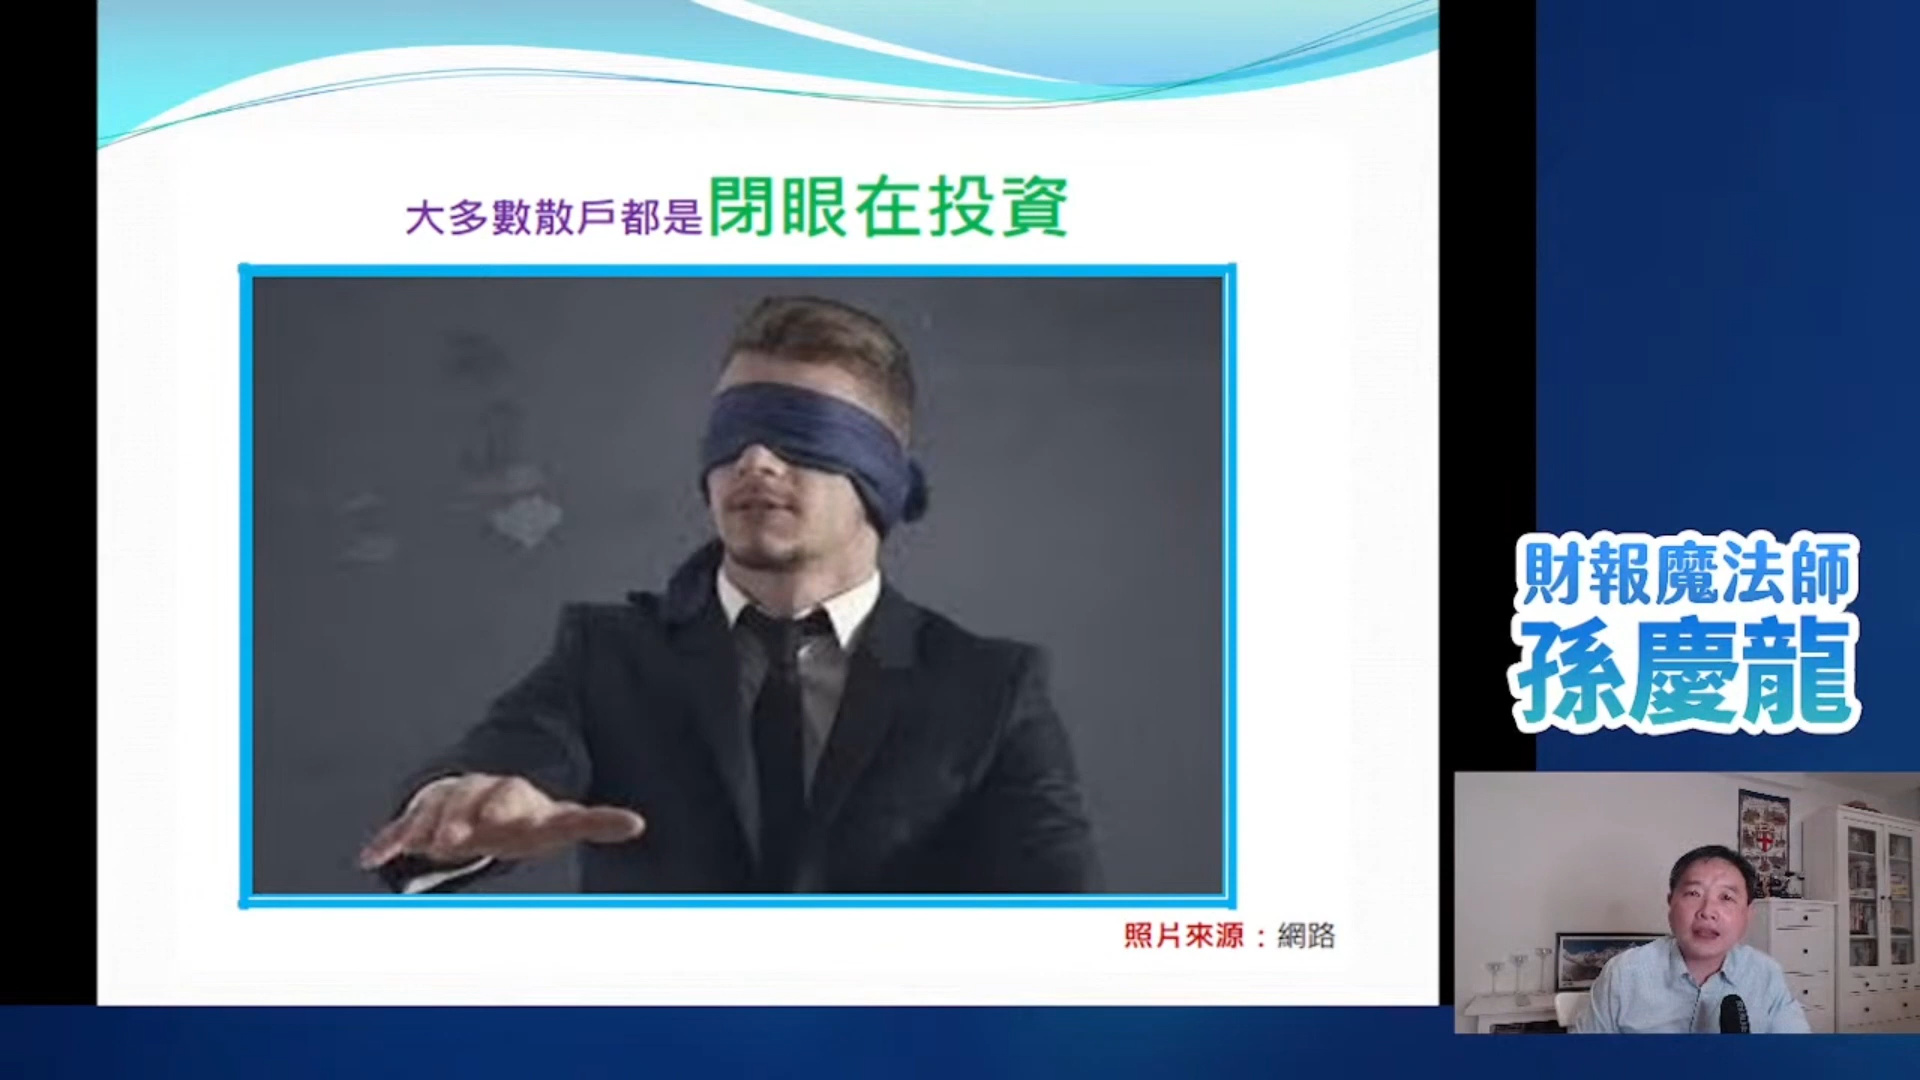 大多數散戶都是閉眼在投資
照片來源：網路
財報魔法師
孫慶龍